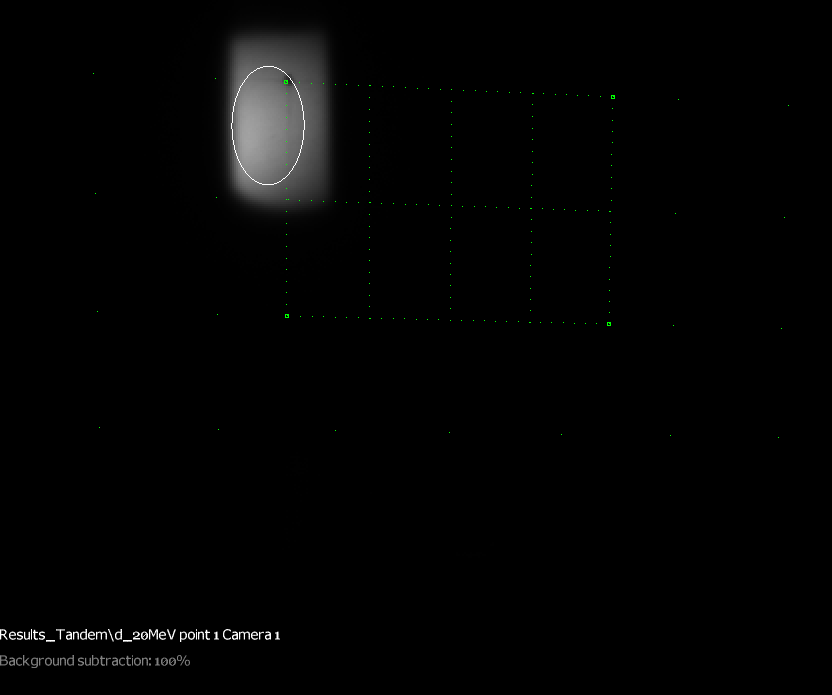 Results_Tandem\d_20MeV point 1 Camera 1
Background subtraction: 100%